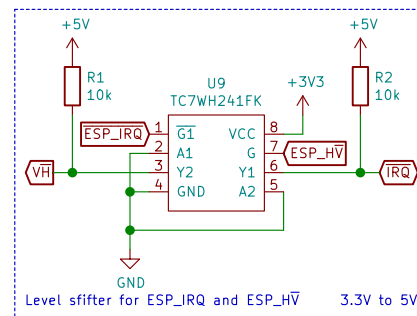 +5V
+5V
R1
10k
U9
TC7WH241FK
+3V3
R2
10k
ESP_IRQ
1
G1
VCC
8
2
A1
G
7
ESP_HV
VH
3
Y2
Y1
6
IRQ
4
GND
A2
5
GND
Level sfifter for ESP_IRQ and ESP_HV 3.3V to 5V